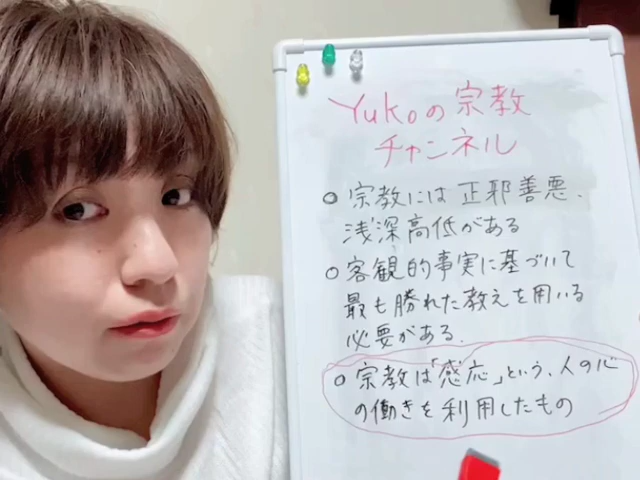 Yukoの宗教
チャンネル
○ 宗教には正邪善悪、
浅深高低がある
○ 客観的事実に基づいて
最も勝れた教えを用いる
必要がある.
○ 宗教は「感応」という、人の心
の働きを利用したもの